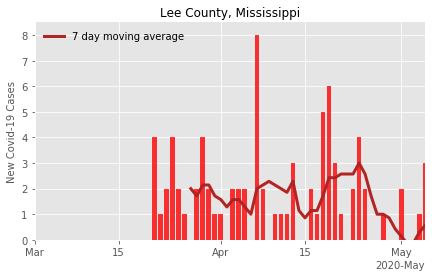 Lee County, Mississippi
7 day moving average
New Covid-19 Cases
8
7
6
5
4
3
2
1
0
Mar 15 Apr 15 May
2020-May